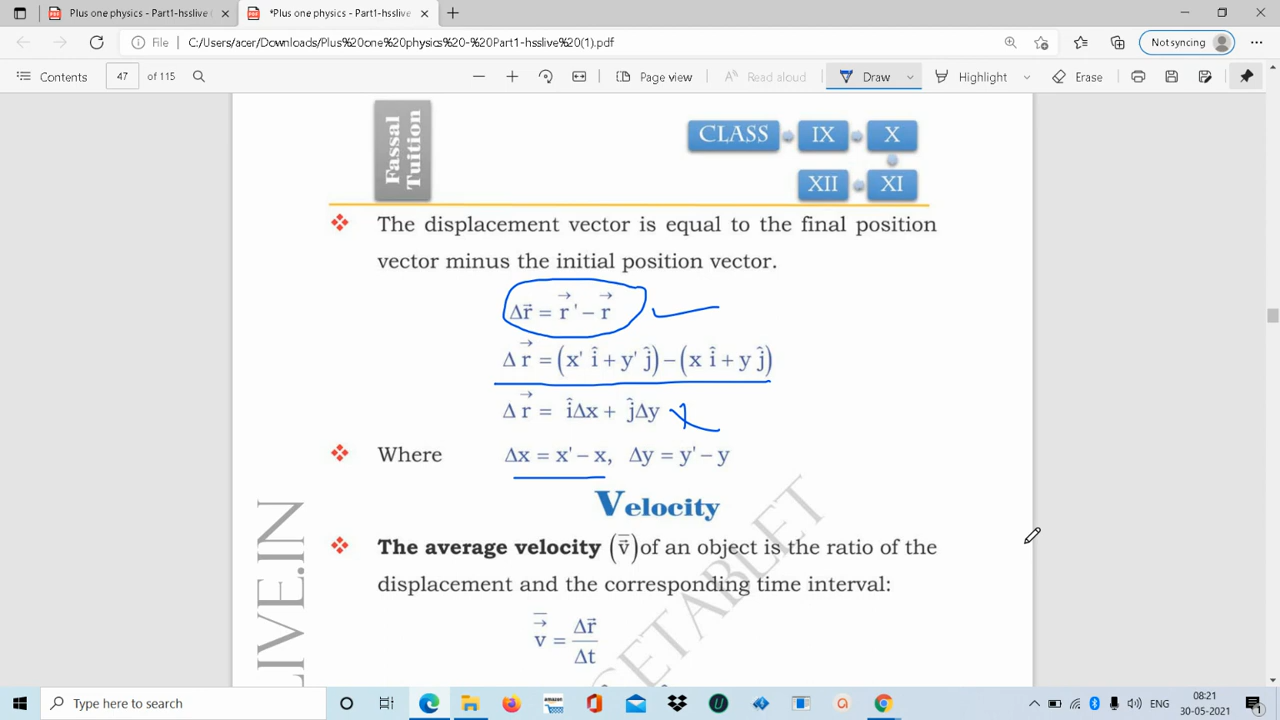 Plus one physics - Part1-hsslive (
*Plus one physics - Part1-hsslive
File C:/Users/acer/Downloads/Plus%20one%20physics%20-%20Part1-hsslive%20(1).pdf
Not syncing
Contents 47 of 115 Page view Read aloud Draw Highlight Erase
Fassal Tuition
CLASS IX X
XII XI
The displacement vector is equal to the final position
vector minus the initial position vector.
Δr⃗ = r⃗ ' − r⃗
Δ r⃗ = (x' î + y' ĵ) − (x î + y ĵ)
Δ r⃗ = îΔx + ĵΔy
Where Δx = x' − x, Δy = y' − y
Velocity
The average velocity (v̄⃗) of an object is the ratio of the
displacement and the corresponding time interval:
v̄⃗ = Δr⃗ / Δt
IVE.IN
GETABLET
Type here to search
amazon
08:21
30-05-2021
1